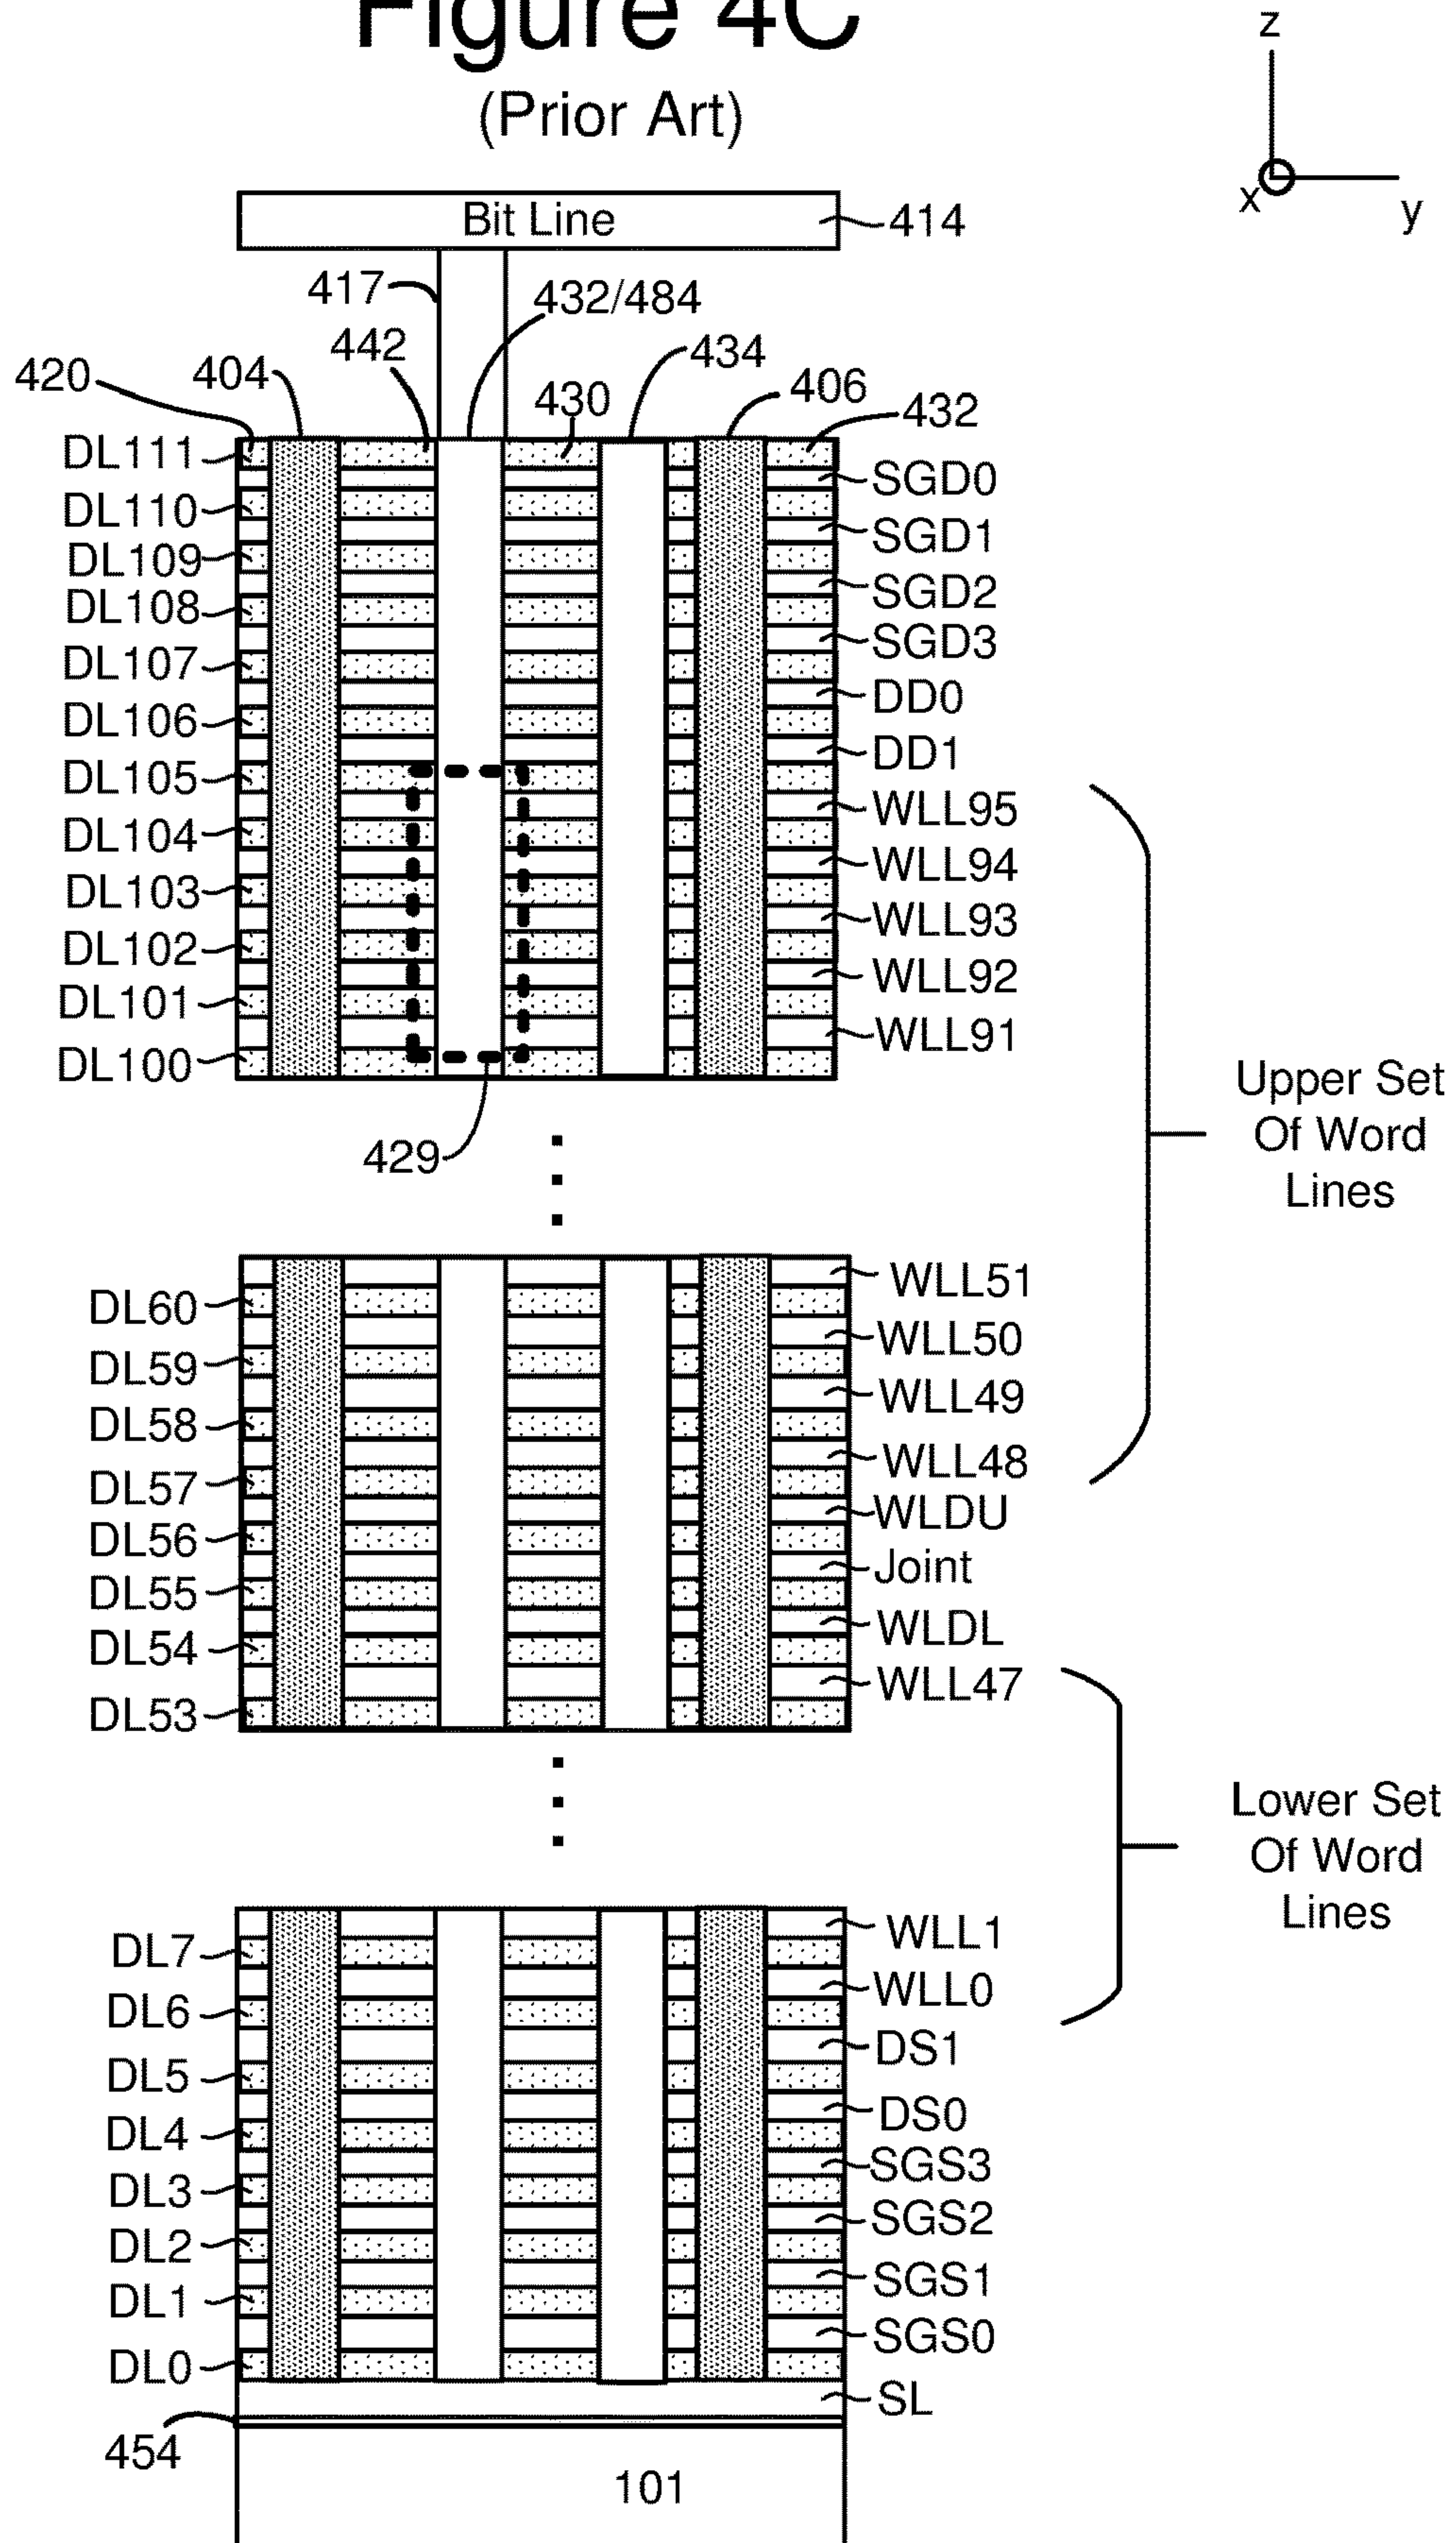 Figure 4C
(Prior Art)
z
x
y
Bit Line
414
417
432/484
442
434
420
404
430
406
432
DL111
SGD0
DL110
SGD1
DL109
SGD2
DL108
SGD3
DL107
DD0
DL106
DD1
DL105
WLL95
DL104
WLL94
DL103
WLL93
DL102
WLL92
DL101
WLL91
DL100
429
Upper Set
Of Word
Lines
WLL51
DL60
WLL50
DL59
WLL49
DL58
WLL48
DL57
WLDU
DL56
Joint
DL55
WLDL
DL54
WLL47
DL53
Lower Set
Of Word
Lines
WLL1
DL7
WLL0
DL6
DS1
DL5
DS0
DL4
SGS3
DL3
SGS2
DL2
SGS1
DL1
SGS0
DL0
SL
454
101